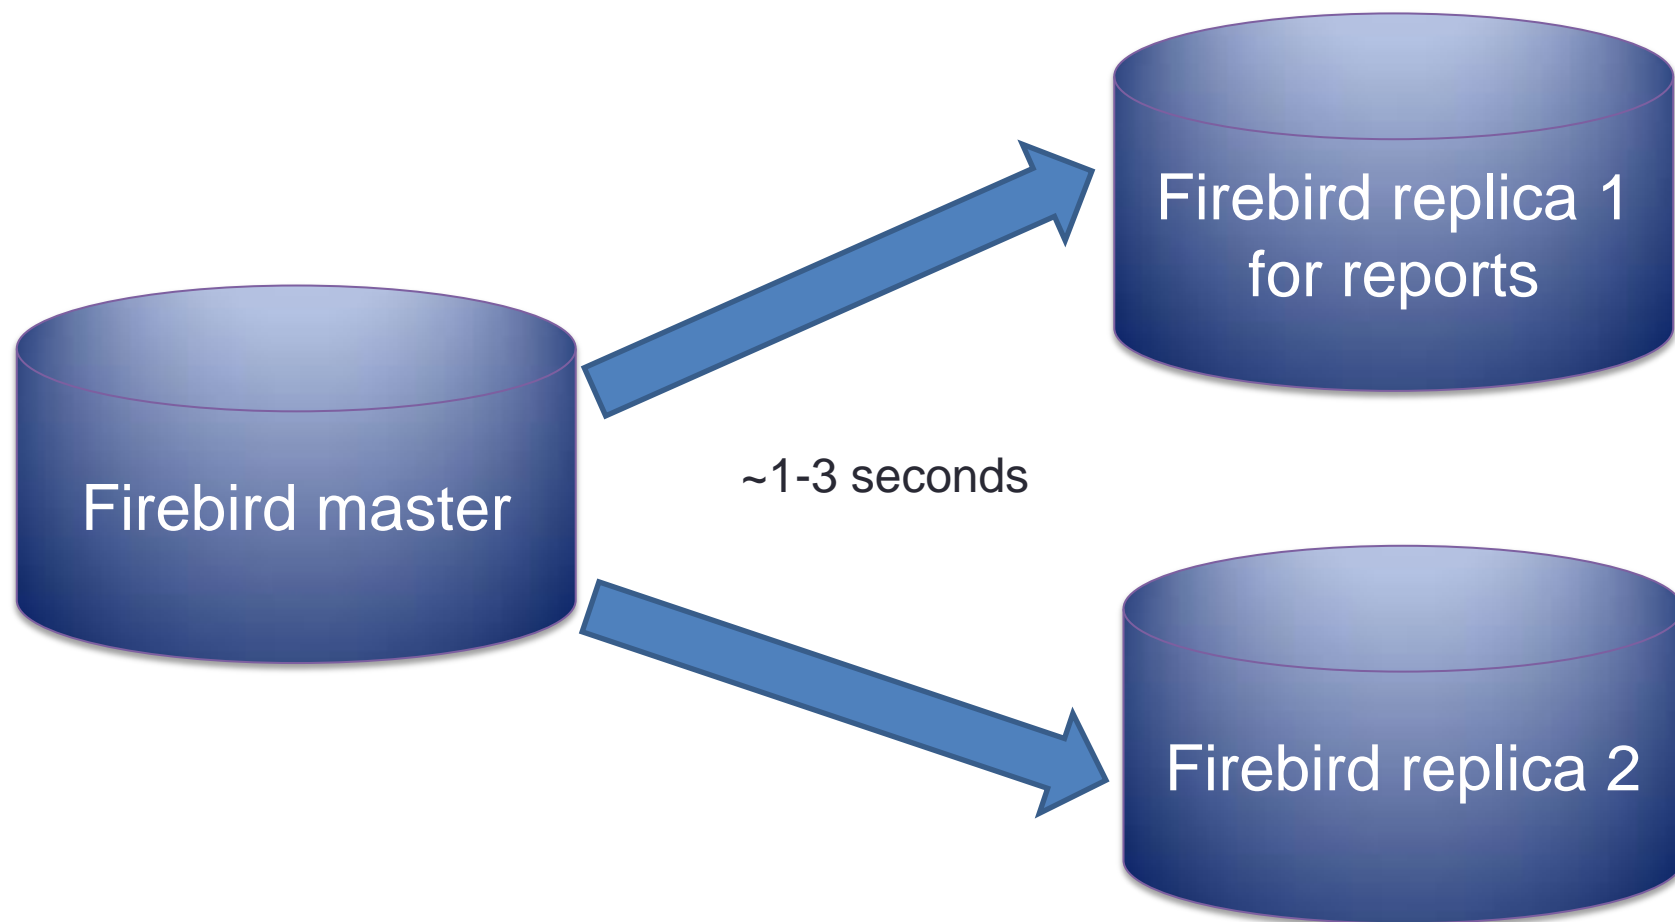 Firebird replica 1
for reports
Firebird master
~1-3 seconds
Firebird replica 2